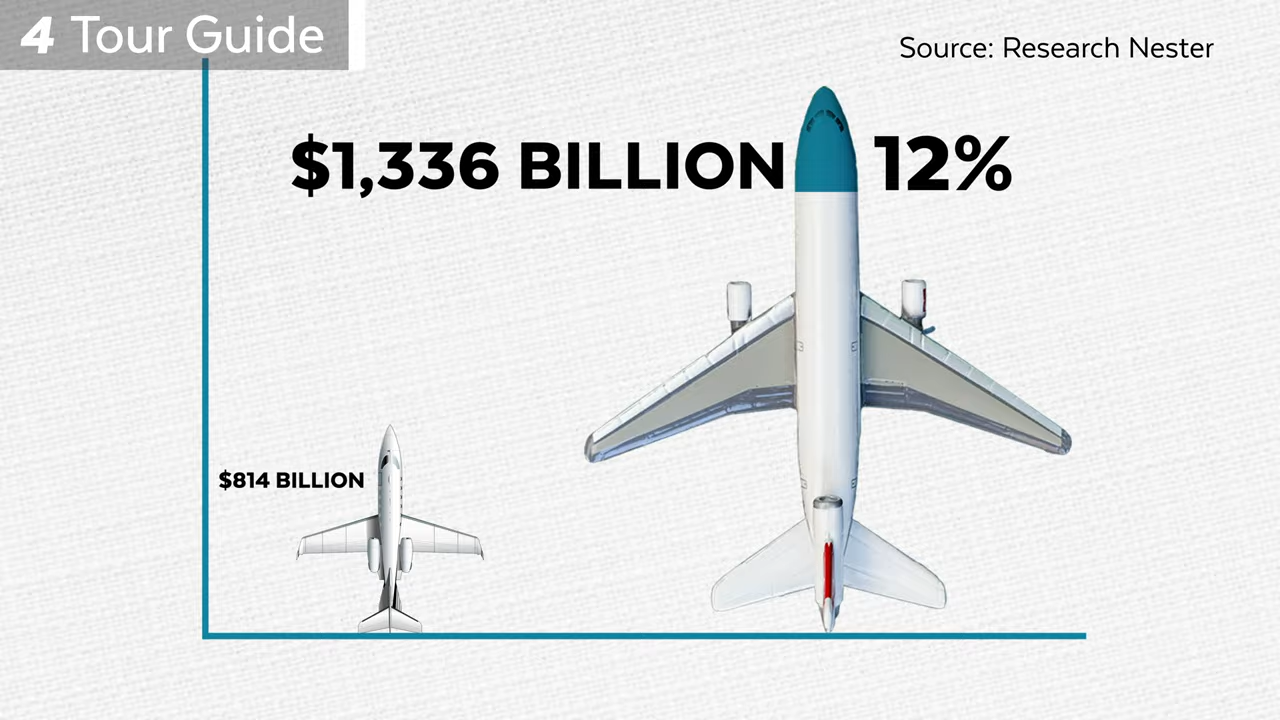 4 Tour Guide
Source: Research Nester
$1,336 BILLION 12%
$814 BILLION